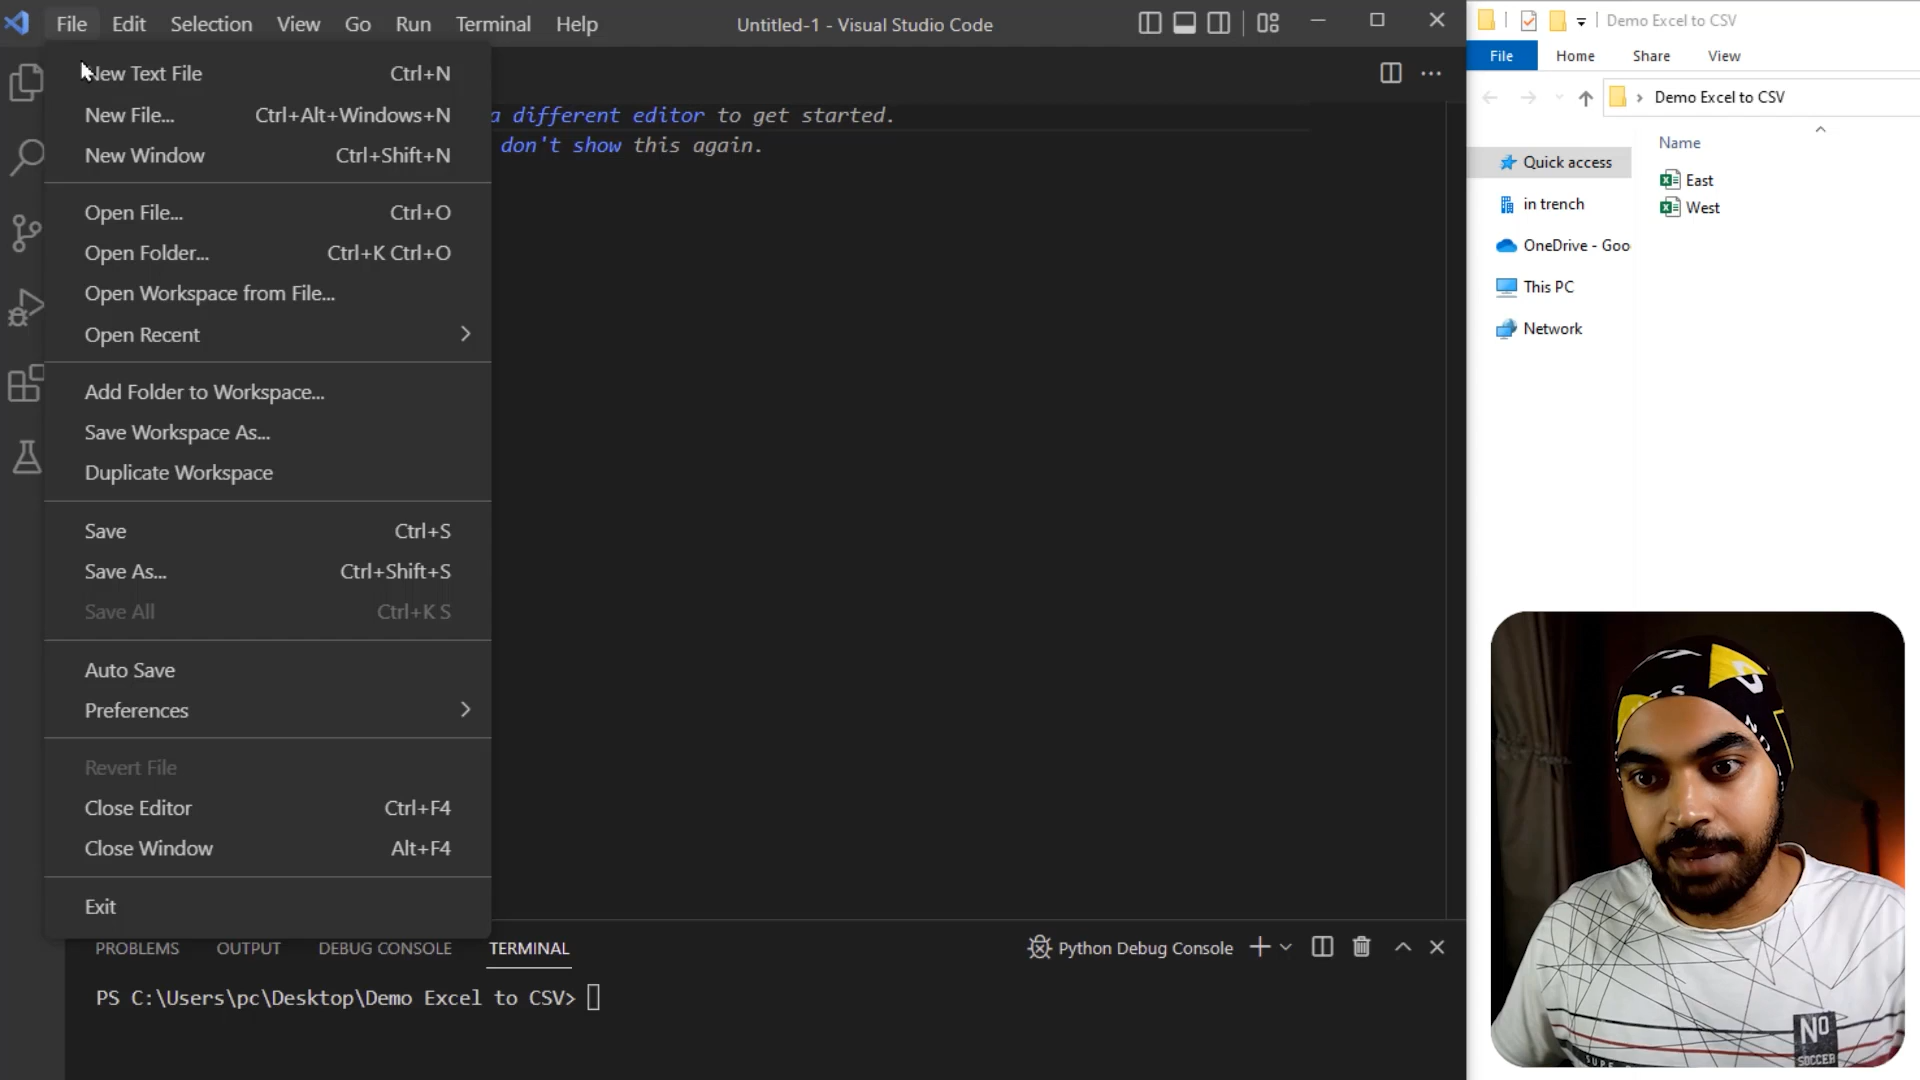 File Edit Selection View Go Run Terminal Help
Untitled-1 - Visual Studio Code
New Text File Ctrl+N
New File... Ctrl+Alt+Windows+N
New Window Ctrl+Shift+N
Open File... Ctrl+O
Open Folder... Ctrl+K Ctrl+O
Open Workspace from File...
Open Recent
Add Folder to Workspace...
Save Workspace As...
Duplicate Workspace
Save Ctrl+S
Save As... Ctrl+Shift+S
Save All Ctrl+K S
Auto Save
Preferences
Revert File
Close Editor Ctrl+F4
Close Window Alt+F4
Exit
a different editor to get started.
don't show this again.
PROBLEMS OUTPUT DEBUG CONSOLE TERMINAL
Python Debug Console
PS C:\Users\pc\Desktop\Demo Excel to CSV>
Demo Excel to CSV
File Home Share View
Demo Excel to CSV
Quick access
in trench
OneDrive - Goo
This PC
Network
Name
East
West
NO
SOCCER